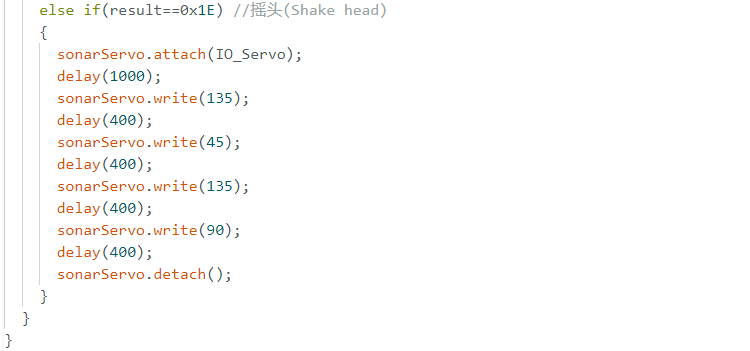 else if(result==0x1E) //摇头(Shake head)
{
sonarServo.attach(IO_Servo);
delay(1000);
sonarServo.write(135);
delay(400);
sonarServo.write(45);
delay(400);
sonarServo.write(135);
delay(400);
sonarServo.write(90);
delay(400);
sonarServo.detach();
}
}
}